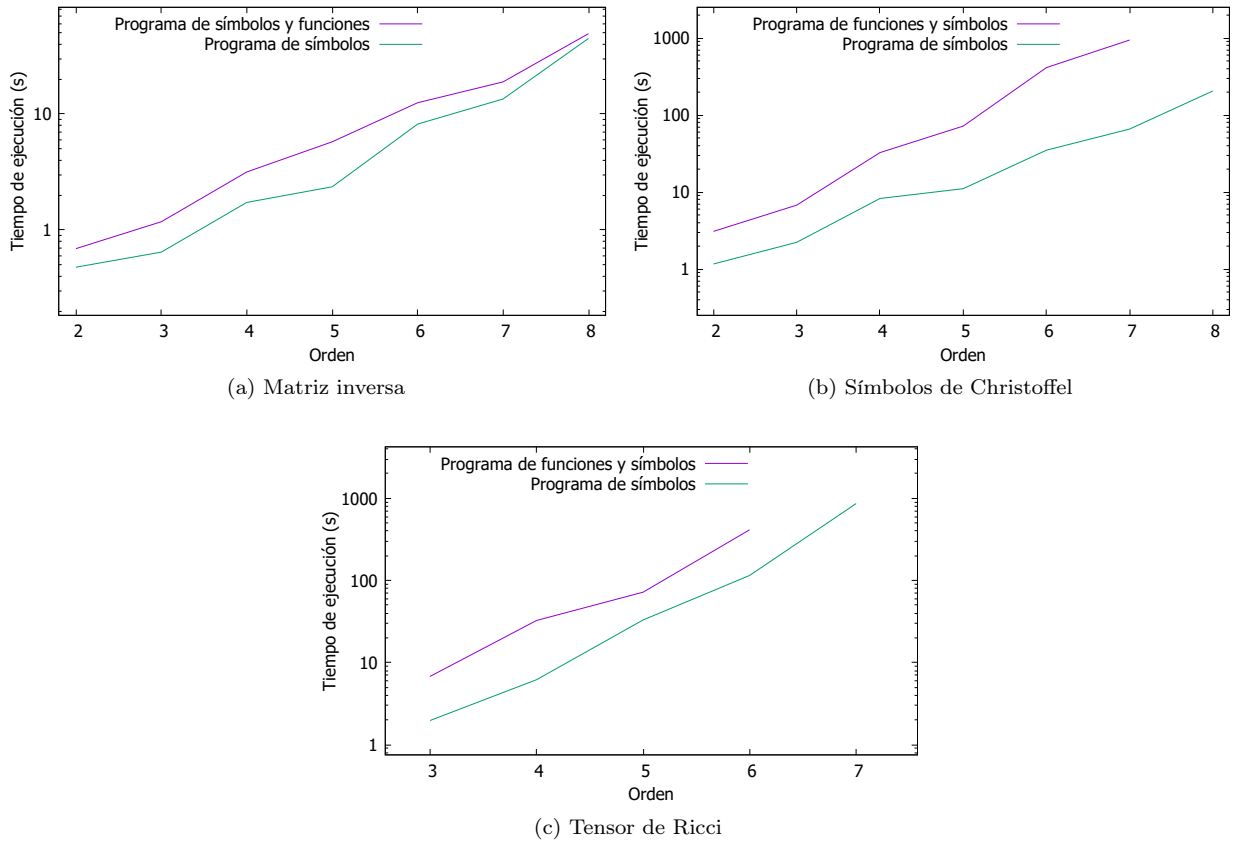 Programa de símbolos y funciones
Programa de símbolos
Tiempo de ejecución (s)
10
1
2 3 4 5 6 7 8
Orden
(a) Matriz inversa
Programa de funciones y símbolos
Programa de símbolos
Tiempo de ejecución (s)
1000
100
10
1
2 3 4 5 6 7 8
Orden
(b) Símbolos de Christoffel
Programa de funciones y símbolos
Programa de símbolos
Tiempo de ejecución (s)
1000
100
10
1
3 4 5 6 7
Orden
(c) Tensor de Ricci